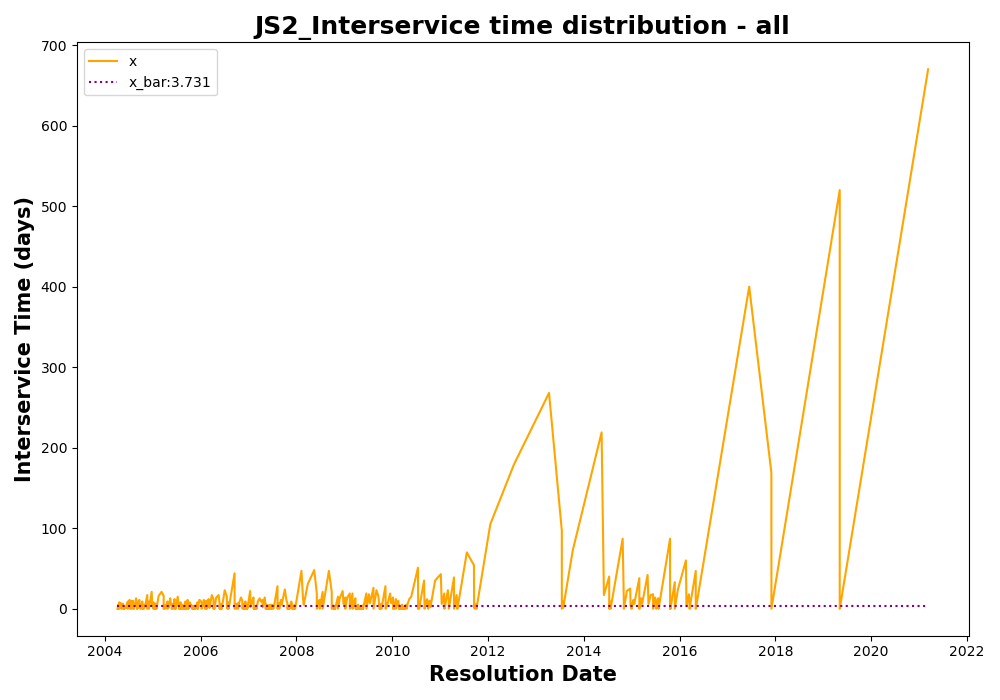 JS2_Interservice time distribution - all
x
x_bar:3.731
Interservice Time (days)
700
600
500
400
300
200
100
0
2004 2006 2008 2010 2012 2014 2016 2018 2020 2022
Resolution Date